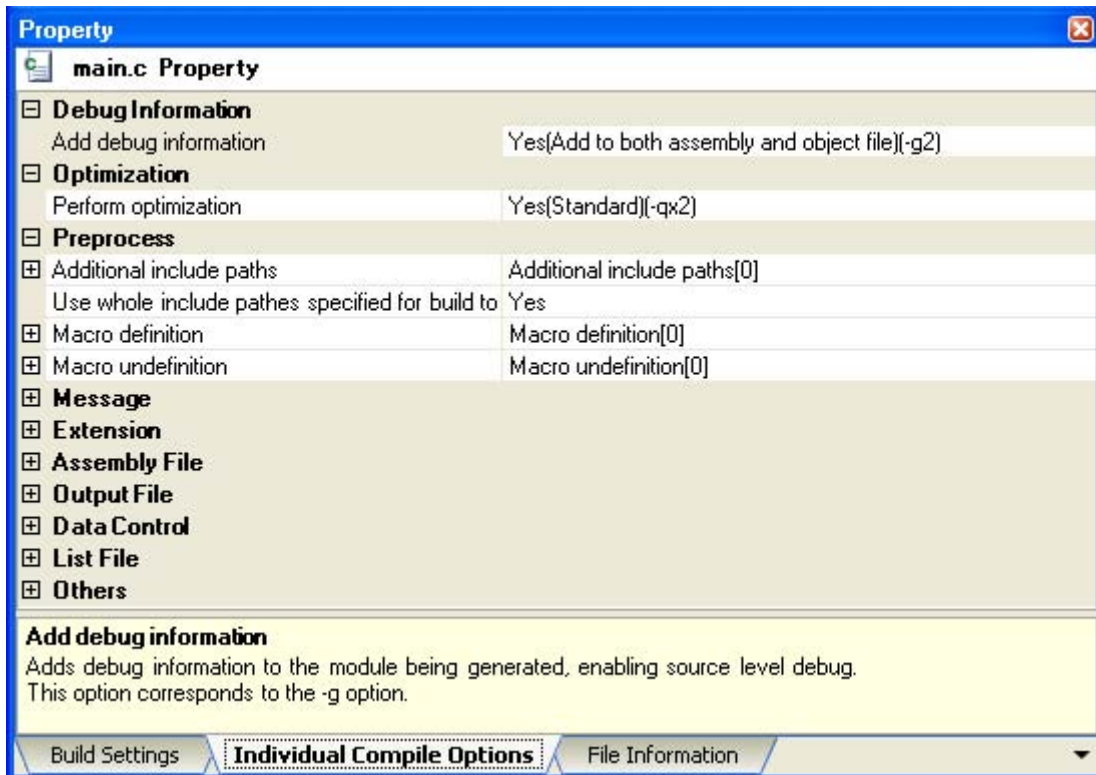 Property
main.c Property
Debug Information
Add debug information Yes(Add to both assembly and object file)(-g2)
Optimization
Perform optimization Yes(Standard)(-qx2)
Preprocess
Additional include paths Additional include paths[0]
Use whole include pathes specified for build to Yes
Macro definition Macro definition[0]
Macro undefinition Macro undefinition[0]
Message
Extension
Assembly File
Output File
Data Control
List File
Others
Add debug information
Adds debug information to the module being generated, enabling source level debug.
This option corresponds to the -g option.
Build Settings Individual Compile Options File Information